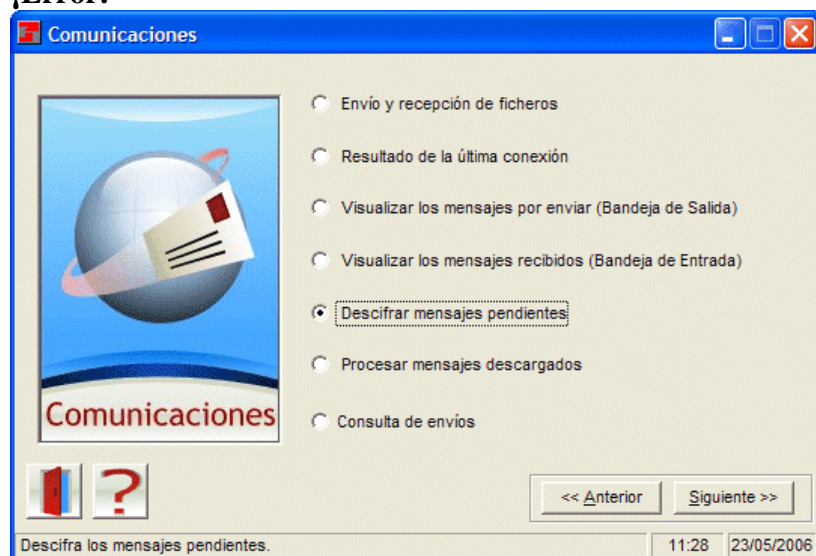 ¡Error!
Comunicaciones
Envío y recepción de ficheros
Resultado de la última conexión
Visualizar los mensajes por enviar (Bandeja de Salida)
Visualizar los mensajes recibidos (Bandeja de Entrada)
Descifrar mensajes pendientes
Procesar mensajes descargados
Consulta de envíos
Comunicaciones
<< Anterior
Siguiente >>
Descifra los mensajes pendientes.
11:28
23/05/2006